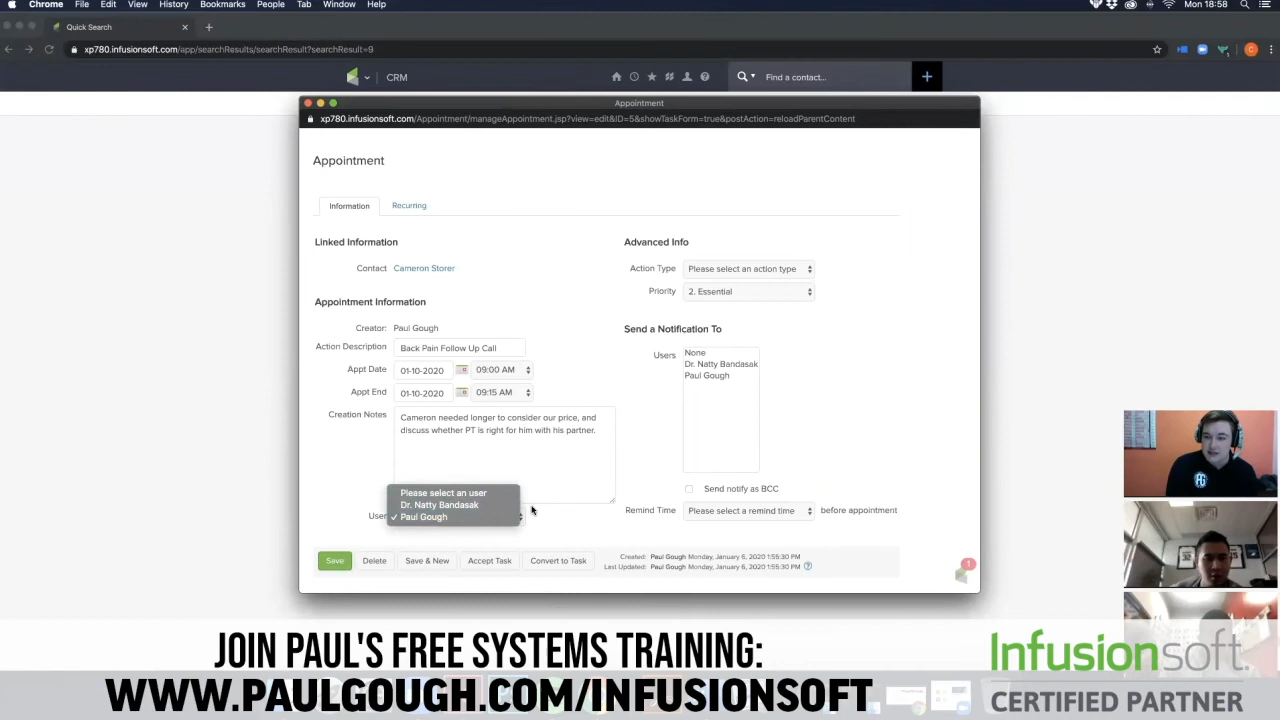 Chrome File Edit View History Bookmarks People Tab Window Help Mon 18:58
Quick Search
xp780.infusionsoft.com/app/searchResults/searchResult?searchResult=9
CRM Find a contact...
Appointment
xp780.infusionsoft.com/Appointment/manageAppointment.jsp?view=edit&ID=5&showTaskForm=true&postAction=reloadParentContent
Appointment
Information Recurring
Linked Information
Contact Cameron Storer
Appointment Information
Creator: Paul Gough
Action Description Back Pain Follow Up Call
Appt Date 01-10-2020 09:00 AM
Appt End 01-10-2020 09:15 AM
Creation Notes Cameron needed longer to consider our price, and
discuss whether PT is right for him with his partner.
Please select an user
Dr. Natty Bandasak
User ✓ Paul Gough
Advanced Info
Action Type Please select an action type
Priority 2. Essential
Send a Notification To
Users None
Dr. Natty Bandasak
Paul Gough
Send notify as BCC
Remind Time Please select a remind time before appointment
Save Delete Save & New Accept Task Convert to Task
Created: Paul Gough Monday, January 6, 2020 1:55:30 PM
Last Updated: Paul Gough Monday, January 6, 2020 1:55:30 PM
1
JOIN PAUL'S FREE SYSTEMS TRAINING:
WWW.PAULGOUGH.COM/INFUSIONSOFT
Infusionsoft.
CERTIFIED PARTNER